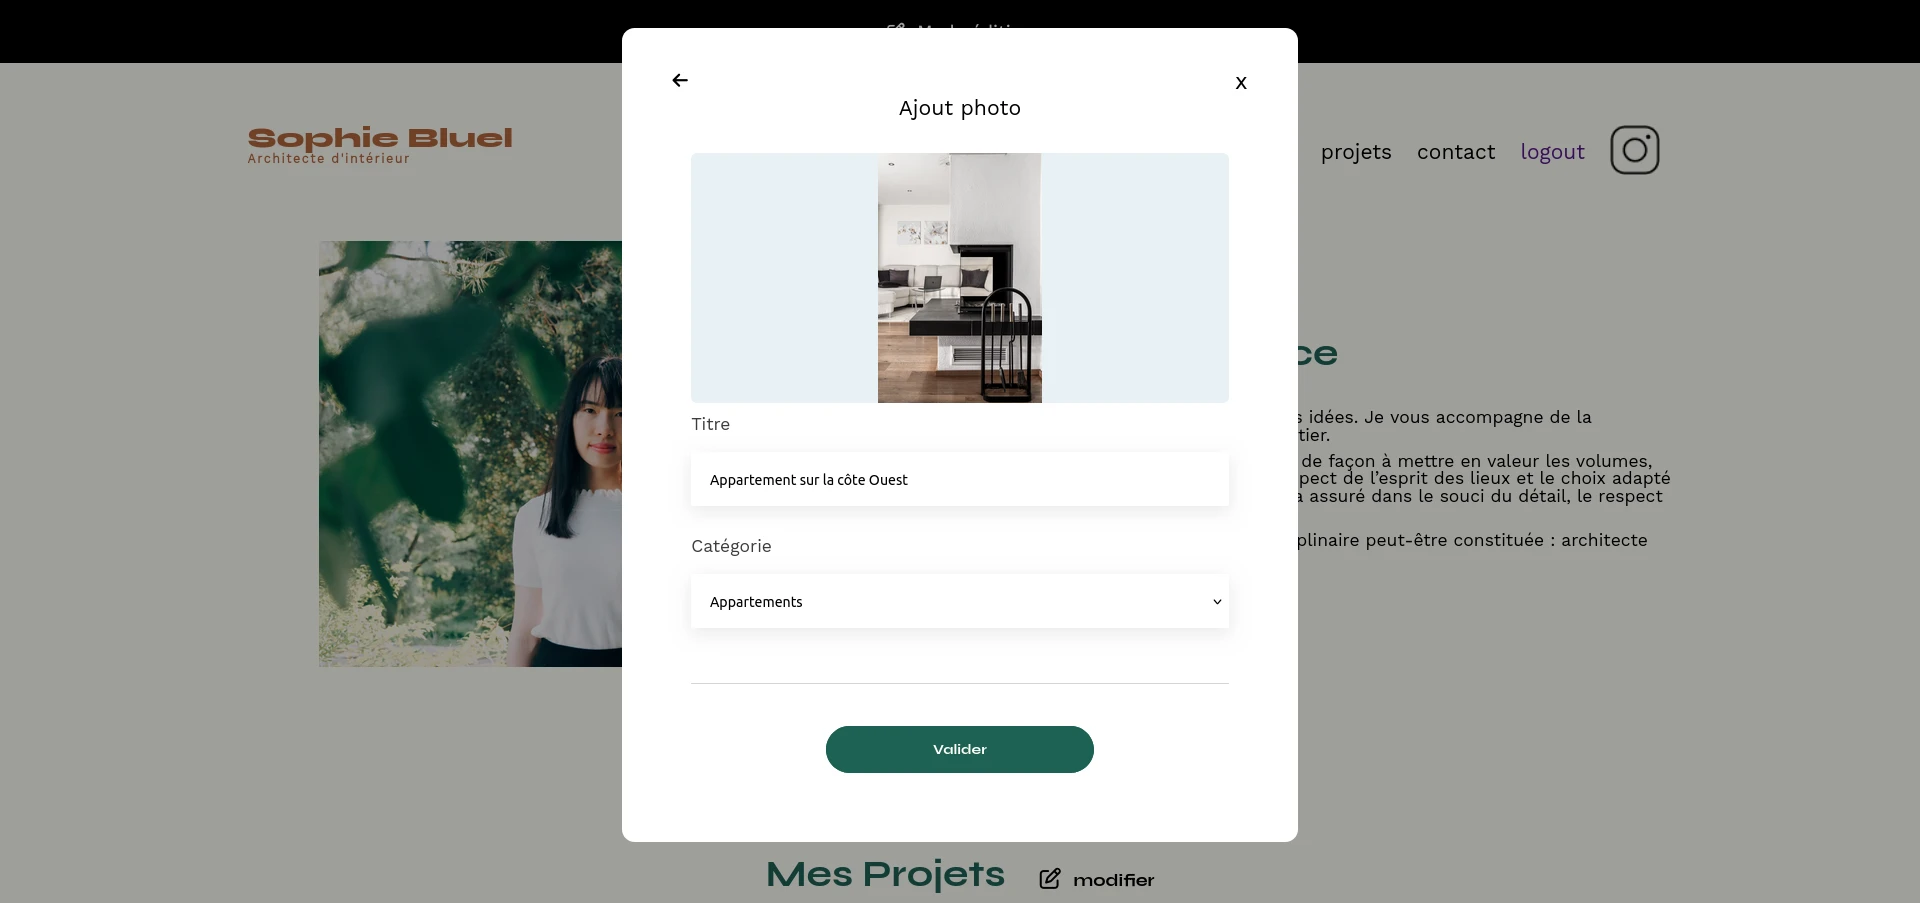 Ajout photo
x
Sophie Bluel
Architecte d'intérieur
projets contact logout
Titre
Appartement sur la côte Ouest
Catégorie
Appartements
Valider
idées. Je vous accompagne de la
tier.
de façon à mettre en valeur les volumes,
pect de l’esprit des lieux et le choix adapté
assuré dans le souci du détail, le respect
plinaire peut-être constituée : architecte
Mes Projets
modifier